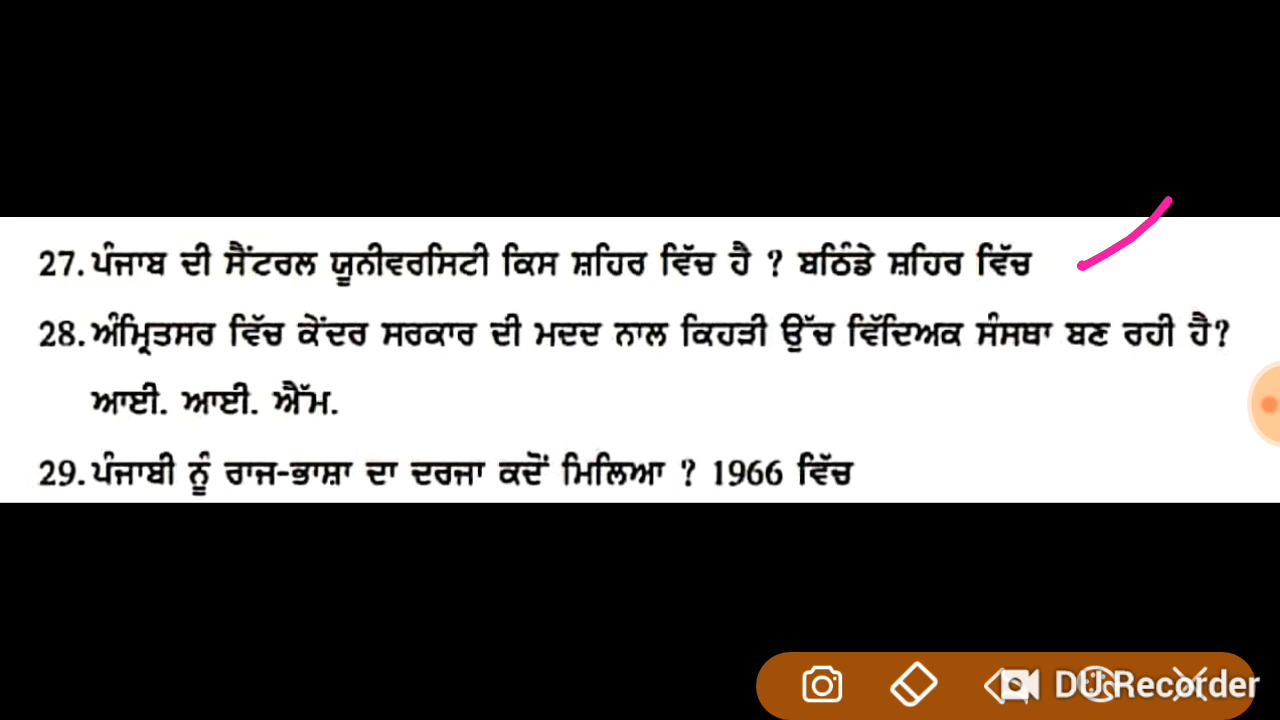 27. ਪੰਜਾਬ ਦੀ ਸੈਂਟਰਲ ਯੂਨੀਵਰਸਿਟੀ ਕਿਸ ਸ਼ਹਿਰ ਵਿੱਚ ਹੈ ? ਬਠਿੰਡੇ ਸ਼ਹਿਰ ਵਿੱਚ
28. ਅੰਮ੍ਰਿਤਸਰ ਵਿੱਚ ਕੇਂਦਰ ਸਰਕਾਰ ਦੀ ਮਦਦ ਨਾਲ ਕਿਹੜੀ ਉੱਚ ਵਿੱਦਿਅਕ ਸੰਸਥਾ ਬਣ ਰਹੀ ਹੈ?
ਆਈ. ਆਈ. ਐੱਮ.
29. ਪੰਜਾਬੀ ਨੂੰ ਰਾਜ-ਭਾਸ਼ਾ ਦਾ ਦਰਜਾ ਕਦੋਂ ਮਿਲਿਆ ? 1966 ਵਿੱਚ
DU Recorder